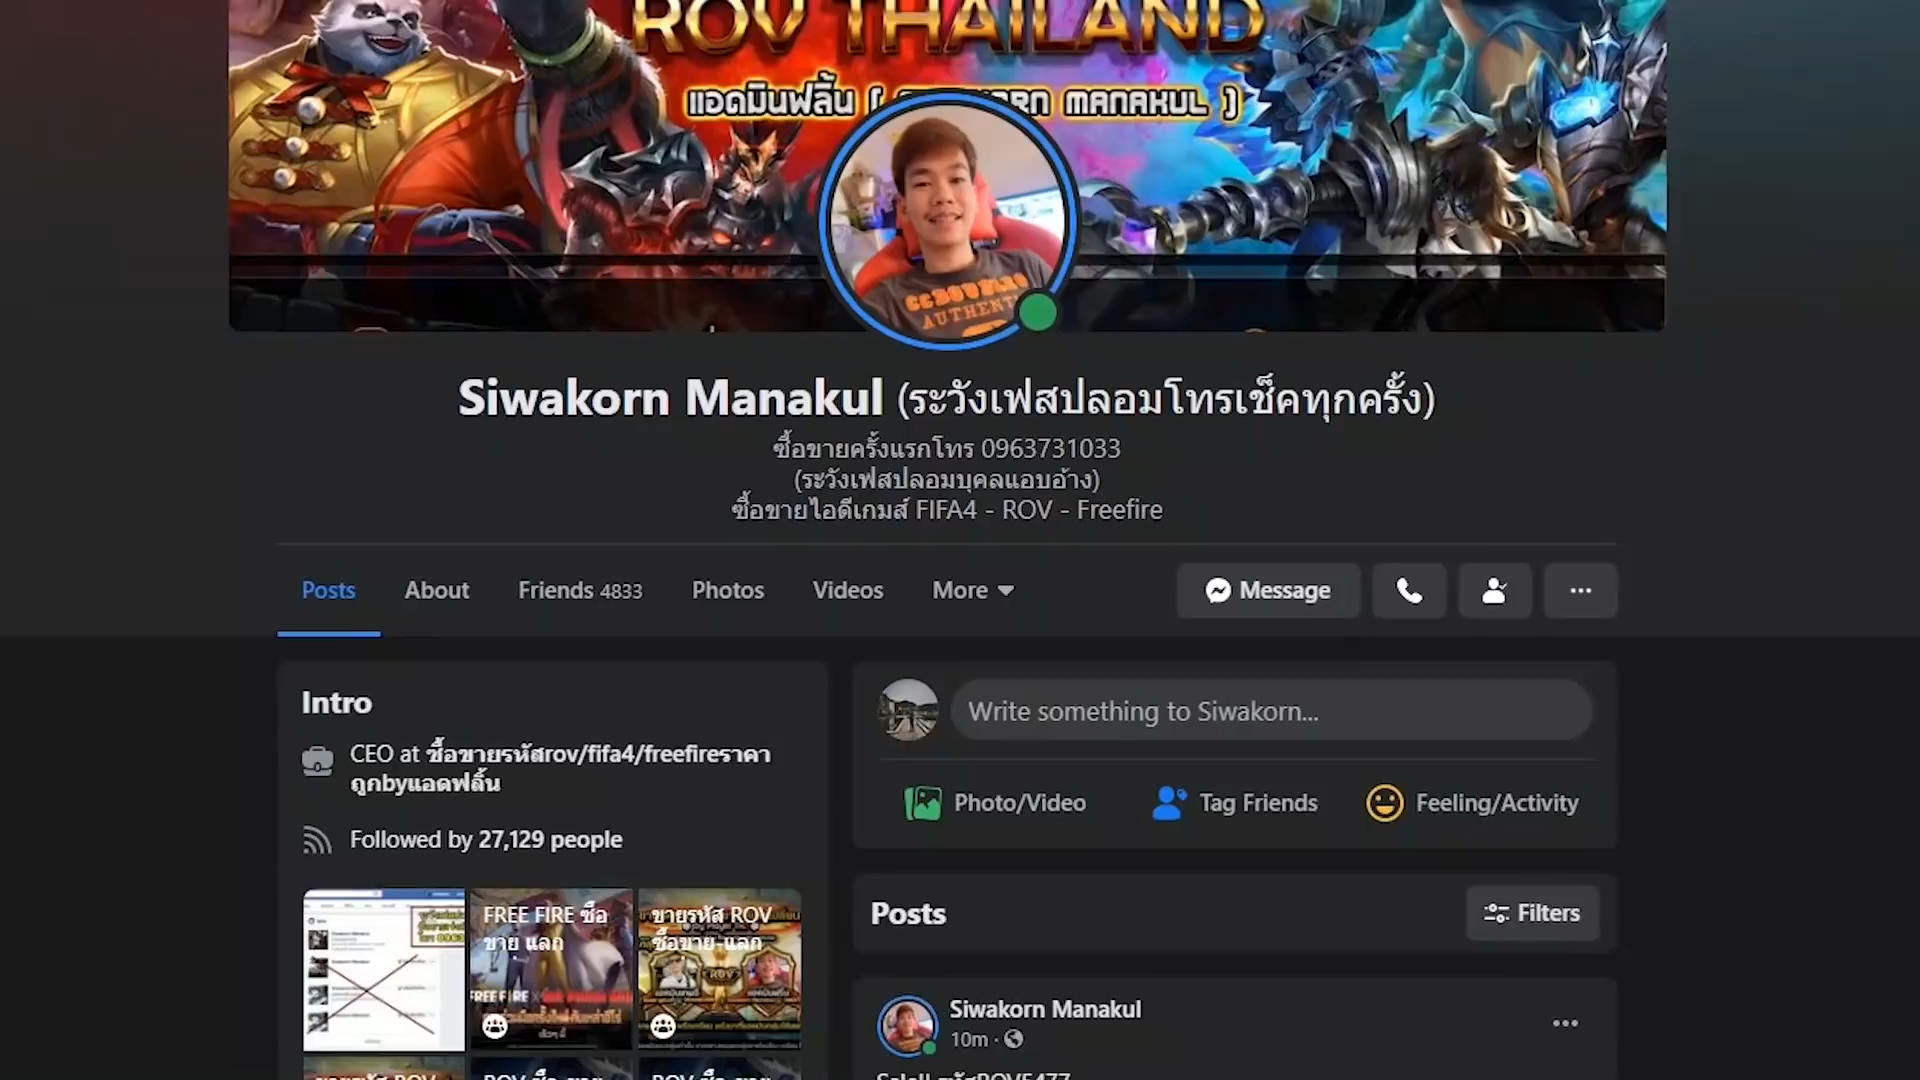 ROV THAILAND
แอดมินฟลิ้น ( MANAKUL )
Siwakorn Manakul (ระวังเฟสปลอมโทรเช็คทุกครั้ง)
ซื้อขายครั้งแรกโทร 0963731033
(ระวังเฟสปลอมบุคลแอบอ้าง)
ซื้อขายไอดีเกมส์ FIFA4 - ROV - Freefire
Posts About Friends 4833 Photos Videos More Message
Intro
CEO at ซื้อขายรหัสrov/fifa4/freefireราคา
ถูกbyแอดฟลิ้น
Followed by 27,129 people
FREE FIRE ซื้อ
ขาย แลก
ขายรหัส ROV
ซื้อขาย-แลก
Write something to Siwakorn...
Photo/Video Tag Friends Feeling/Activity
Posts Filters
Siwakorn Manakul
10m